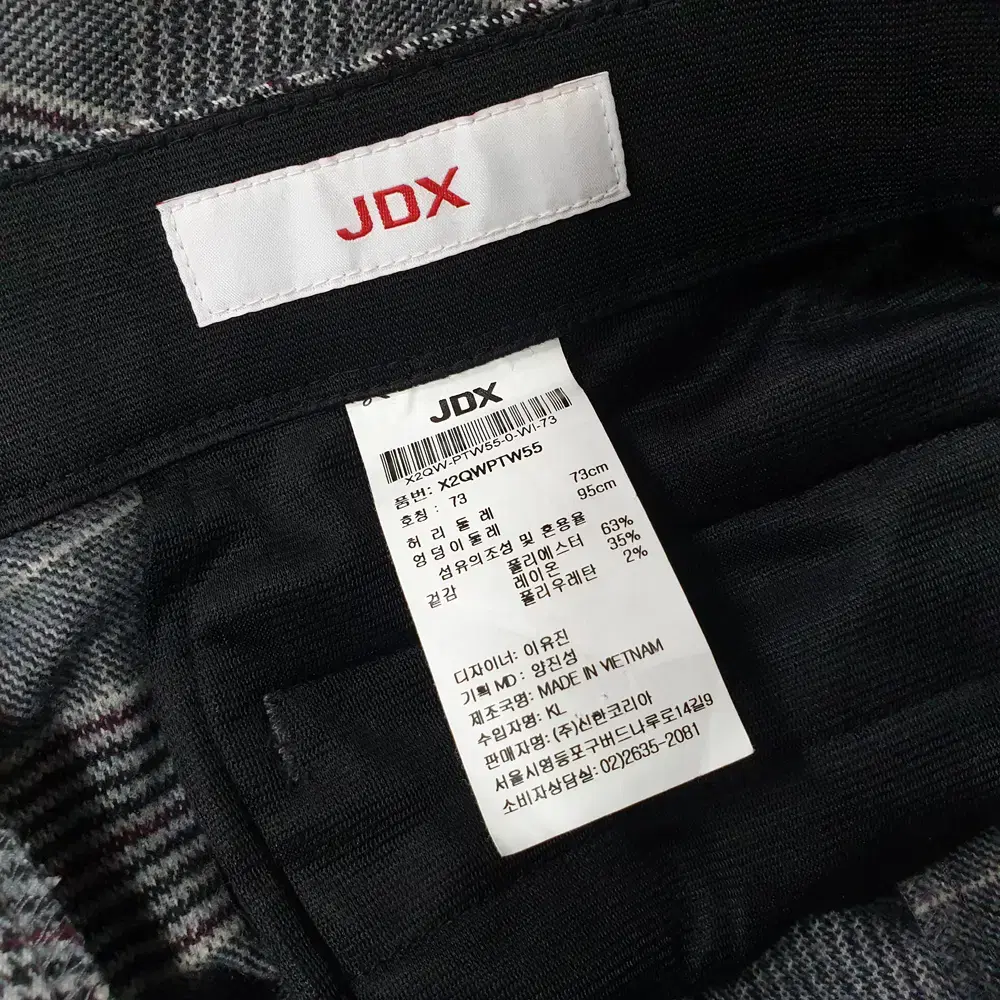 JDX
JDX
X2QW-PTW55-0-WI-73
품번: X2QWPTW55
호칭 : 73
허 리 둘 레 73cm
엉덩이둘레 95cm
섬유의조성 및 혼용율
겉감 폴리에스터 63%
레이온 35%
폴리우레탄 2%
디자이너: 이유진
기획 MD : 양진성
제조국명: MADE IN VIETNAM
수입자명: KL
판매자명: (주)신한코리아
서울시영등포구버드나루로14길9
소비자상담실: 02)2635-2081